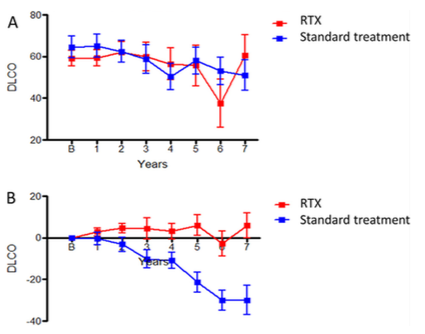 A
RTX
Standard treatment
80
60
40
20
DLCO
B 1 2 3 4 5 6 7
Years
B
RTX
Standard treatment
20
0
-20
-40
DLCO
B 1 2 3 4 5 6 7
Years